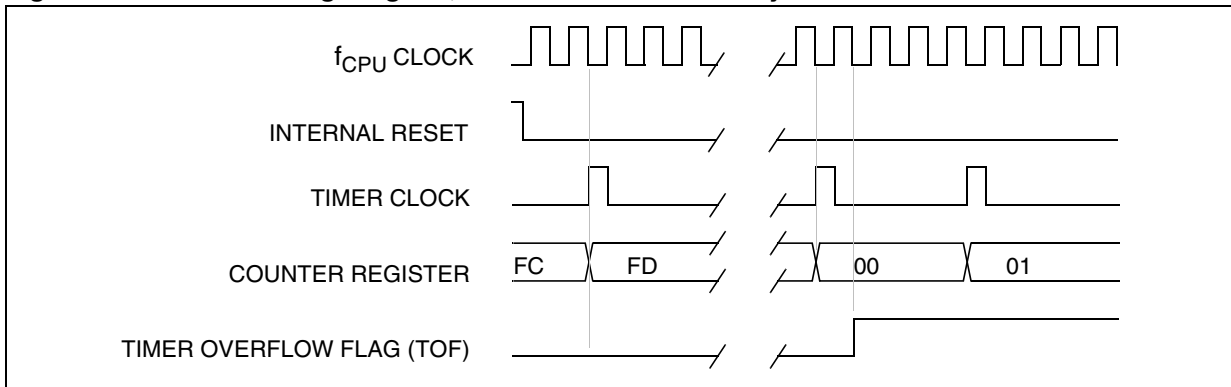 fCPU CLOCK
INTERNAL RESET
TIMER CLOCK
COUNTER REGISTER
FC FD 00 01
TIMER OVERFLOW FLAG (TOF)